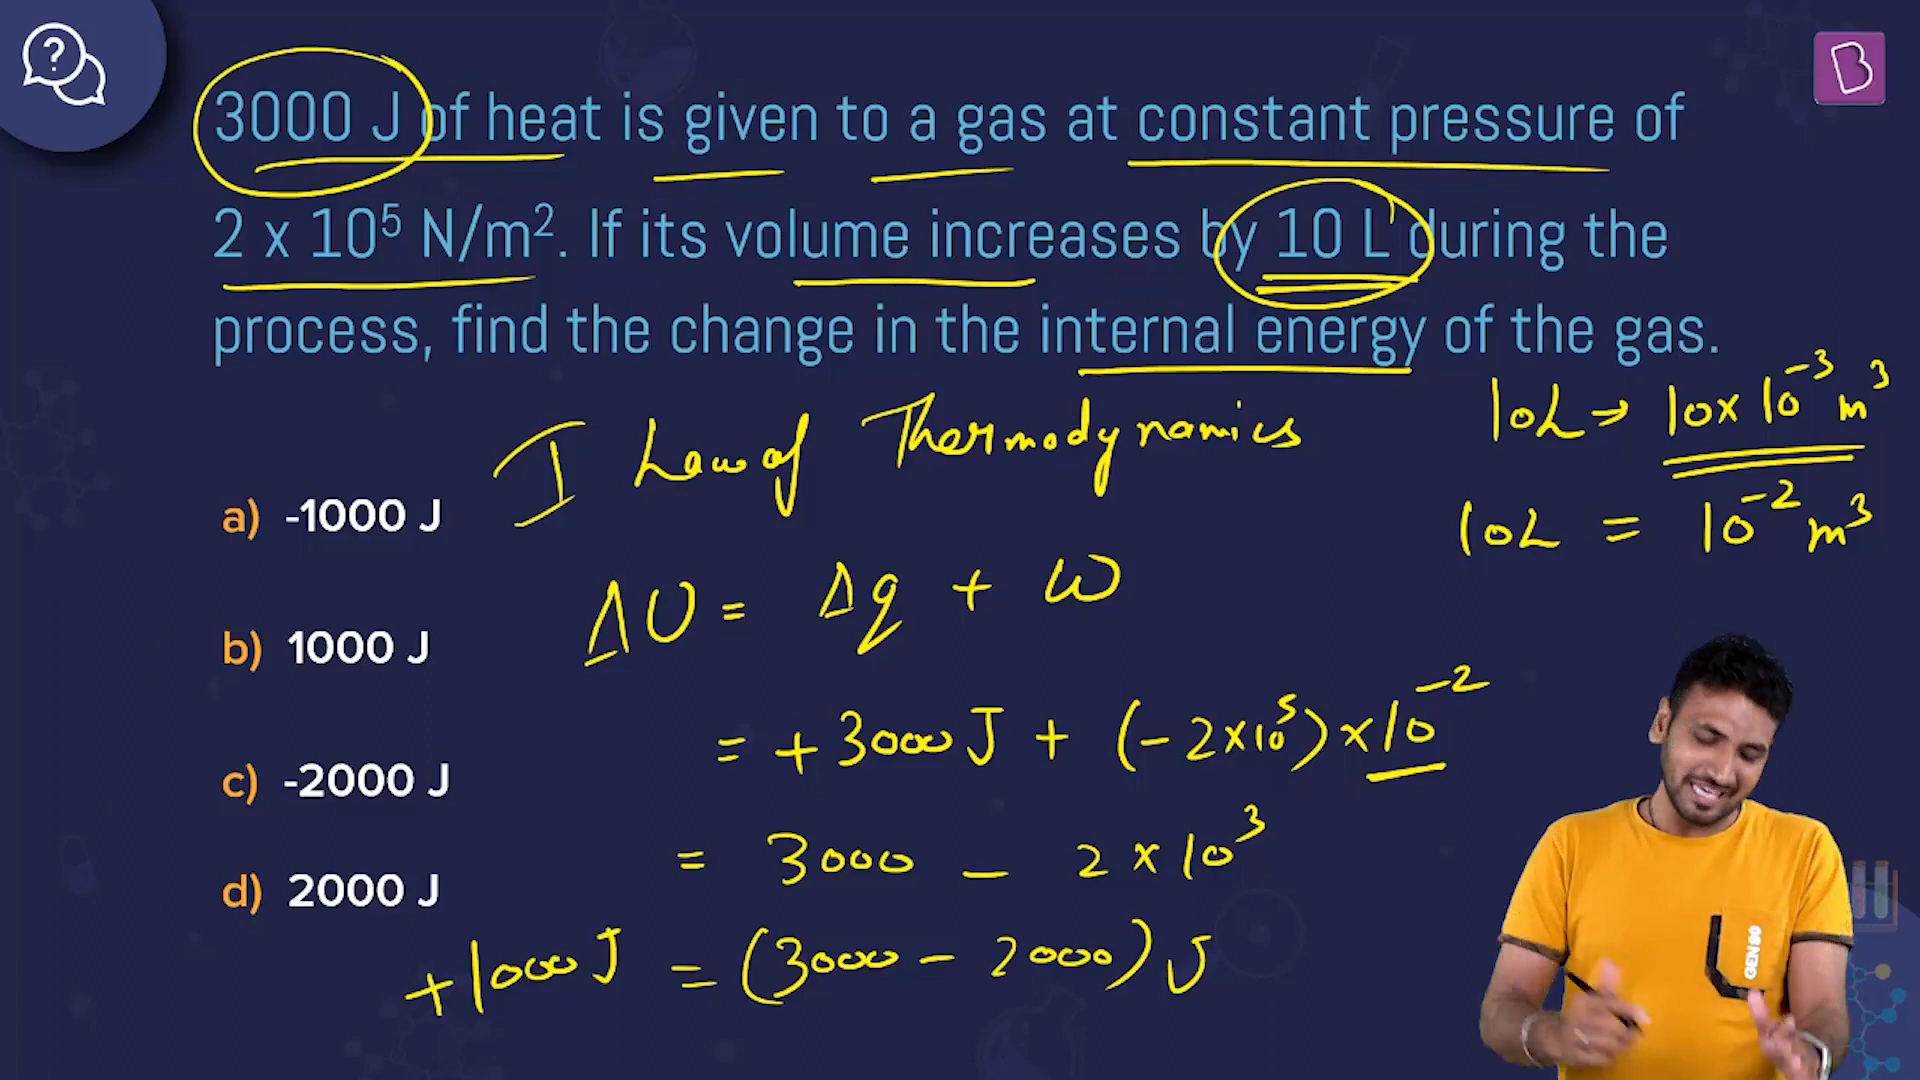 3000 J of heat is given to a gas at constant pressure of
2 x 10⁵ N/m². If its volume increases by 10 L during the
process, find the change in the internal energy of the gas.
10L → 10x10⁻³ m³
I Law of Thermodynamics
a) -1000 J
10L = 10⁻² m³
ΔU = Δq + W
b) 1000 J
= +3000 J + (-2x10⁵) x 10⁻²
c) -2000 J
= 3000 - 2 x 10³
d) 2000 J
+1000 J = (3000 - 2000) J
GENSO
B
?